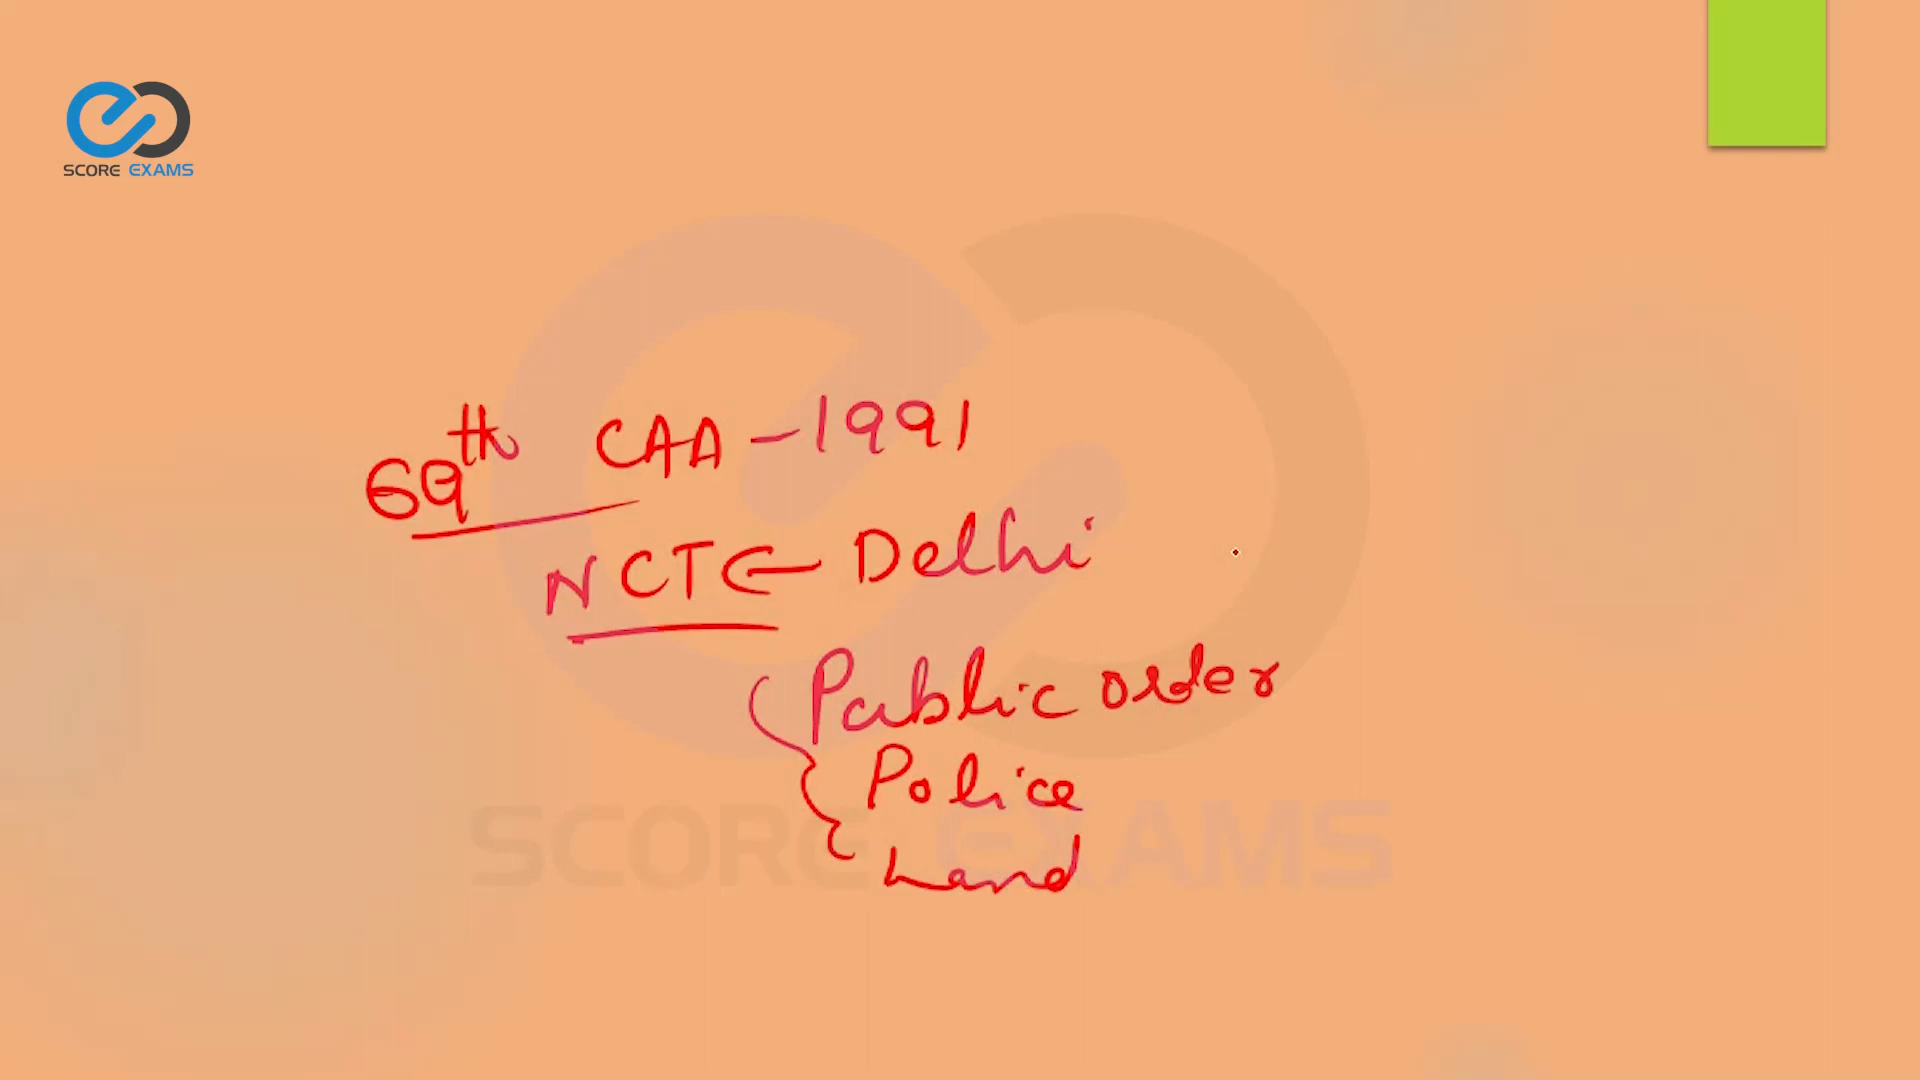 SCORE EXAMS
69th CAA - 1991
NCT ← Delhi
Public order
Police
Land
SCORE EXAMS